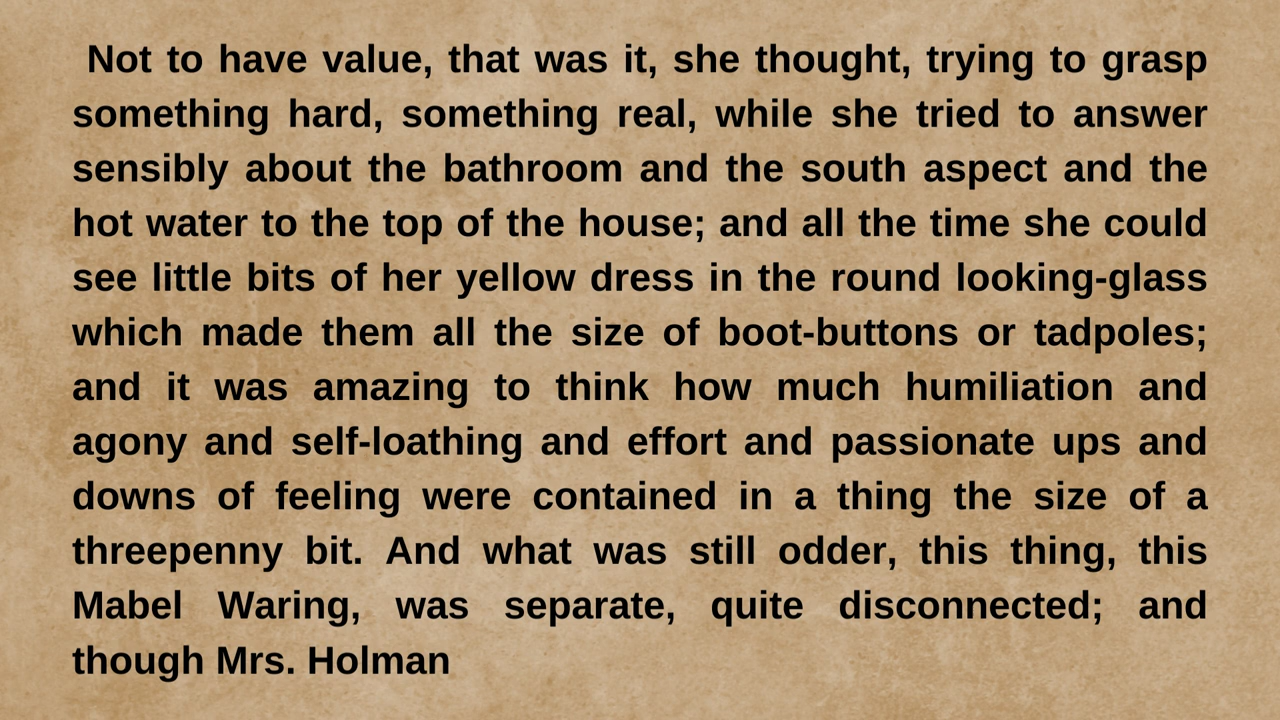 Not to have value, that was it, she thought, trying to grasp
something hard, something real, while she tried to answer
sensibly about the bathroom and the south aspect and the
hot water to the top of the house; and all the time she could
see little bits of her yellow dress in the round looking-glass
which made them all the size of boot-buttons or tadpoles;
and it was amazing to think how much humiliation and
agony and self-loathing and effort and passionate ups and
downs of feeling were contained in a thing the size of a
threepenny bit. And what was still odder, this thing, this
Mabel Waring, was separate, quite disconnected; and
though Mrs. Holman